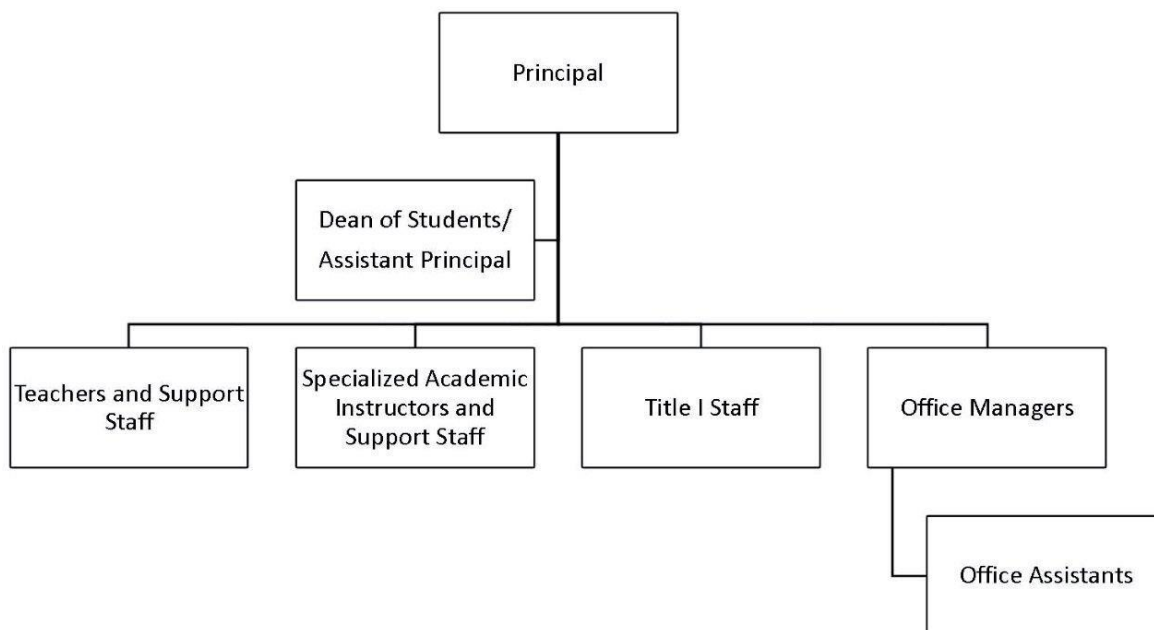 Principal
Dean of Students/
Assistant Principal
Teachers and Support
Staff
Specialized Academic
Instructors and
Support Staff
Title I Staff
Office Managers
Office Assistants